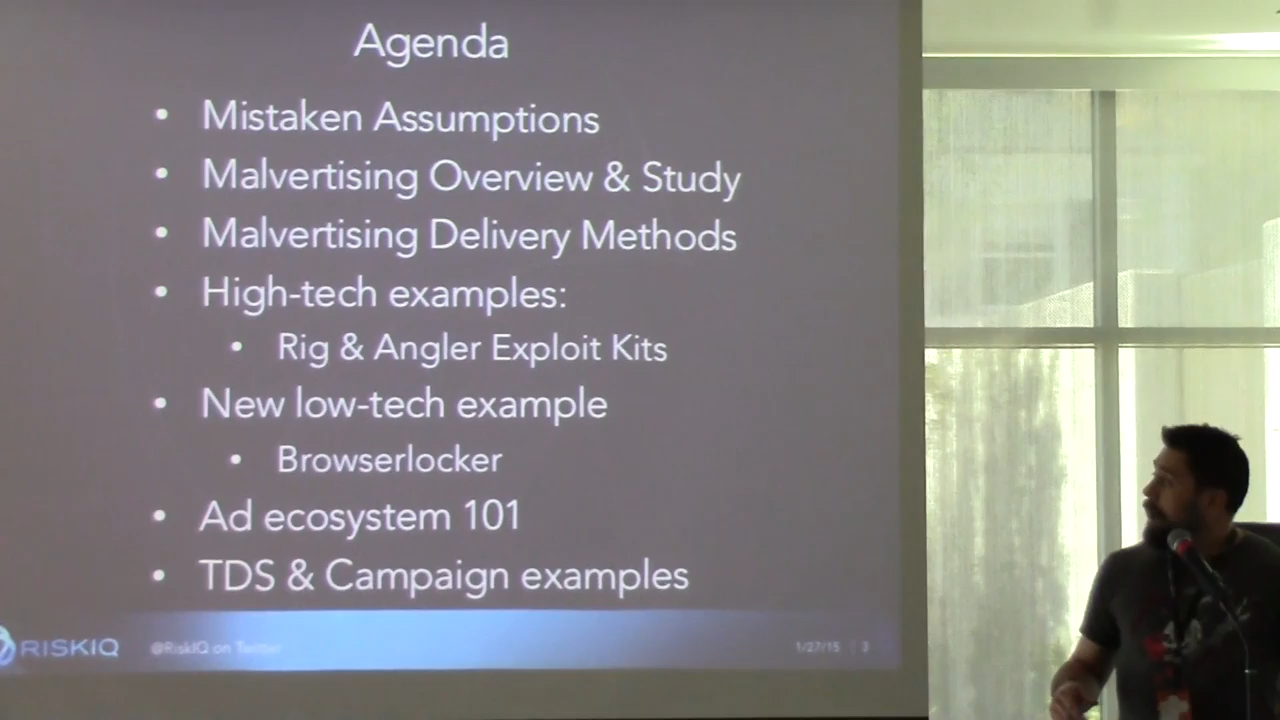 Agenda
• Mistaken Assumptions
• Malvertising Overview & Study
• Malvertising Delivery Methods
• High-tech examples:
• Rig & Angler Exploit Kits
• New low-tech example
• Browserlocker
• Ad ecosystem 101
• TDS & Campaign examples
RISKIQ @RiskIQ on Twitter 1/27/15 | 3